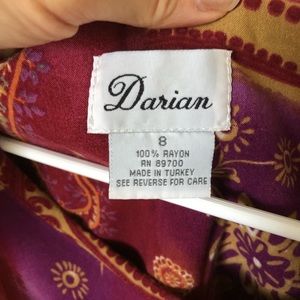 Darian
8
100% RAYON
RN 89700
MADE IN TURKEY
SEE REVERSE FOR CARE